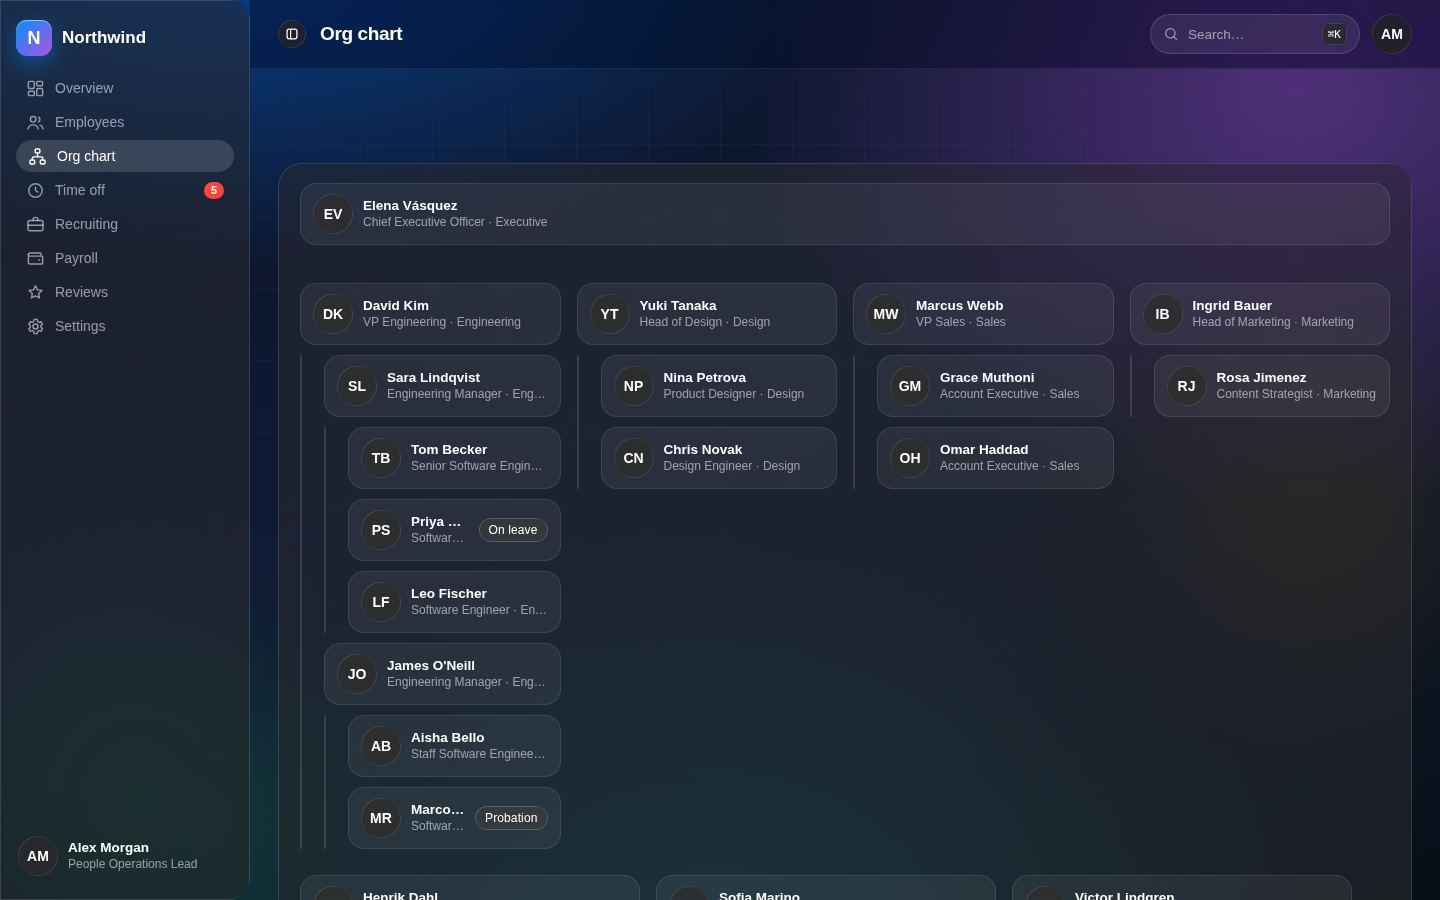 N Northwind
Overview
Employees
Org chart
Time off 5
Recruiting
Payroll
Reviews
Settings
AM Alex Morgan
People Operations Lead
Org chart
Search… ⌘K AM
EV Elena Vásquez
Chief Executive Officer · Executive
DK David Kim
VP Engineering · Engineering
SL Sara Lindqvist
Engineering Manager · Eng…
TB Tom Becker
Senior Software Engin…
PS Priya … On leave
Softwar…
LF Leo Fischer
Software Engineer · En…
JO James O'Neill
Engineering Manager · Eng…
AB Aisha Bello
Staff Software Enginee…
MR Marco… Probation
Softwar…
YT Yuki Tanaka
Head of Design · Design
NP Nina Petrova
Product Designer · Design
CN Chris Novak
Design Engineer · Design
MW Marcus Webb
VP Sales · Sales
GM Grace Muthoni
Account Executive · Sales
OH Omar Haddad
Account Executive · Sales
IB Ingrid Bauer
Head of Marketing · Marketing
RJ Rosa Jimenez
Content Strategist · Marketing
Henrik Dahl
Sofia Marino
Victor Lindgren